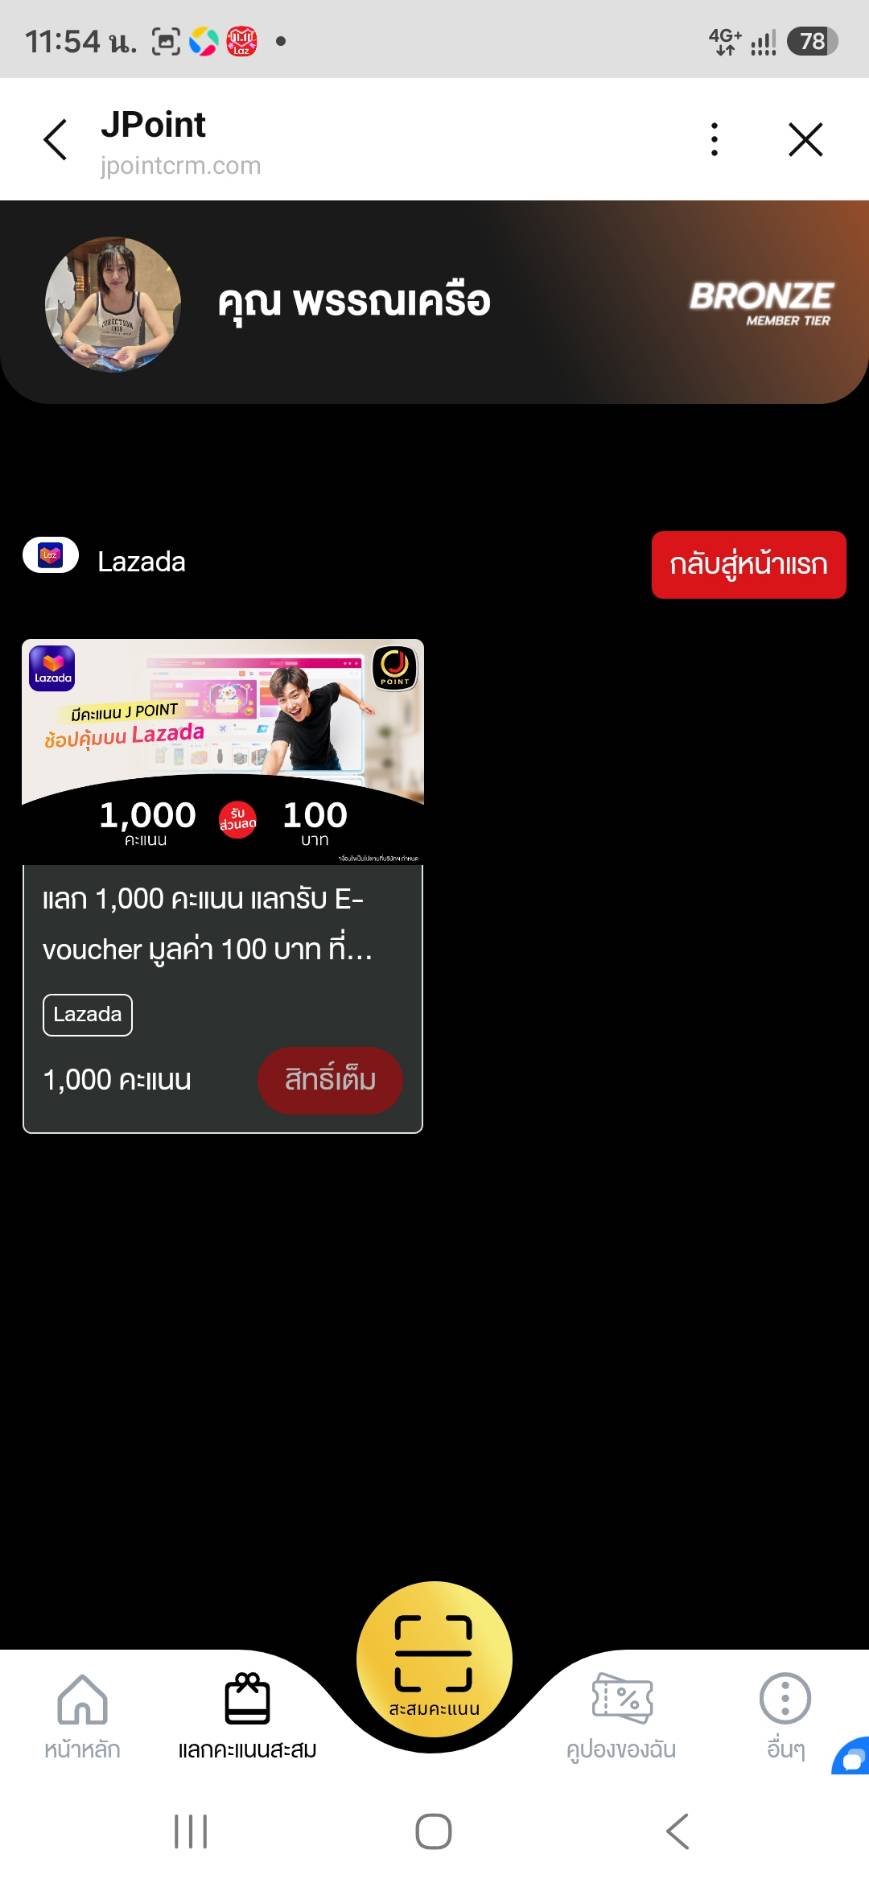 11:54 น.
4G+
78
JPoint
jpointcrm.com
คุณ พรรณเครือ
BRONZE
MEMBER TIER
Lazada
กลับสู่หน้าแรก
Lazada
POINT
มีคะแนน J POINT
ช้อปคุ้มบน Lazada
1,000 รับส่วนลด 100
คะแนน บาท
แลก 1,000 คะแนน แลกรับ E-
voucher มูลค่า 100 บาท ที่...
Lazada
1,000 คะแนน
สิทธิ์เต็ม
สะสมคะแนน
หน้าหลัก
แลกคะแนนสะสม
คูปองของฉัน
อื่นๆ